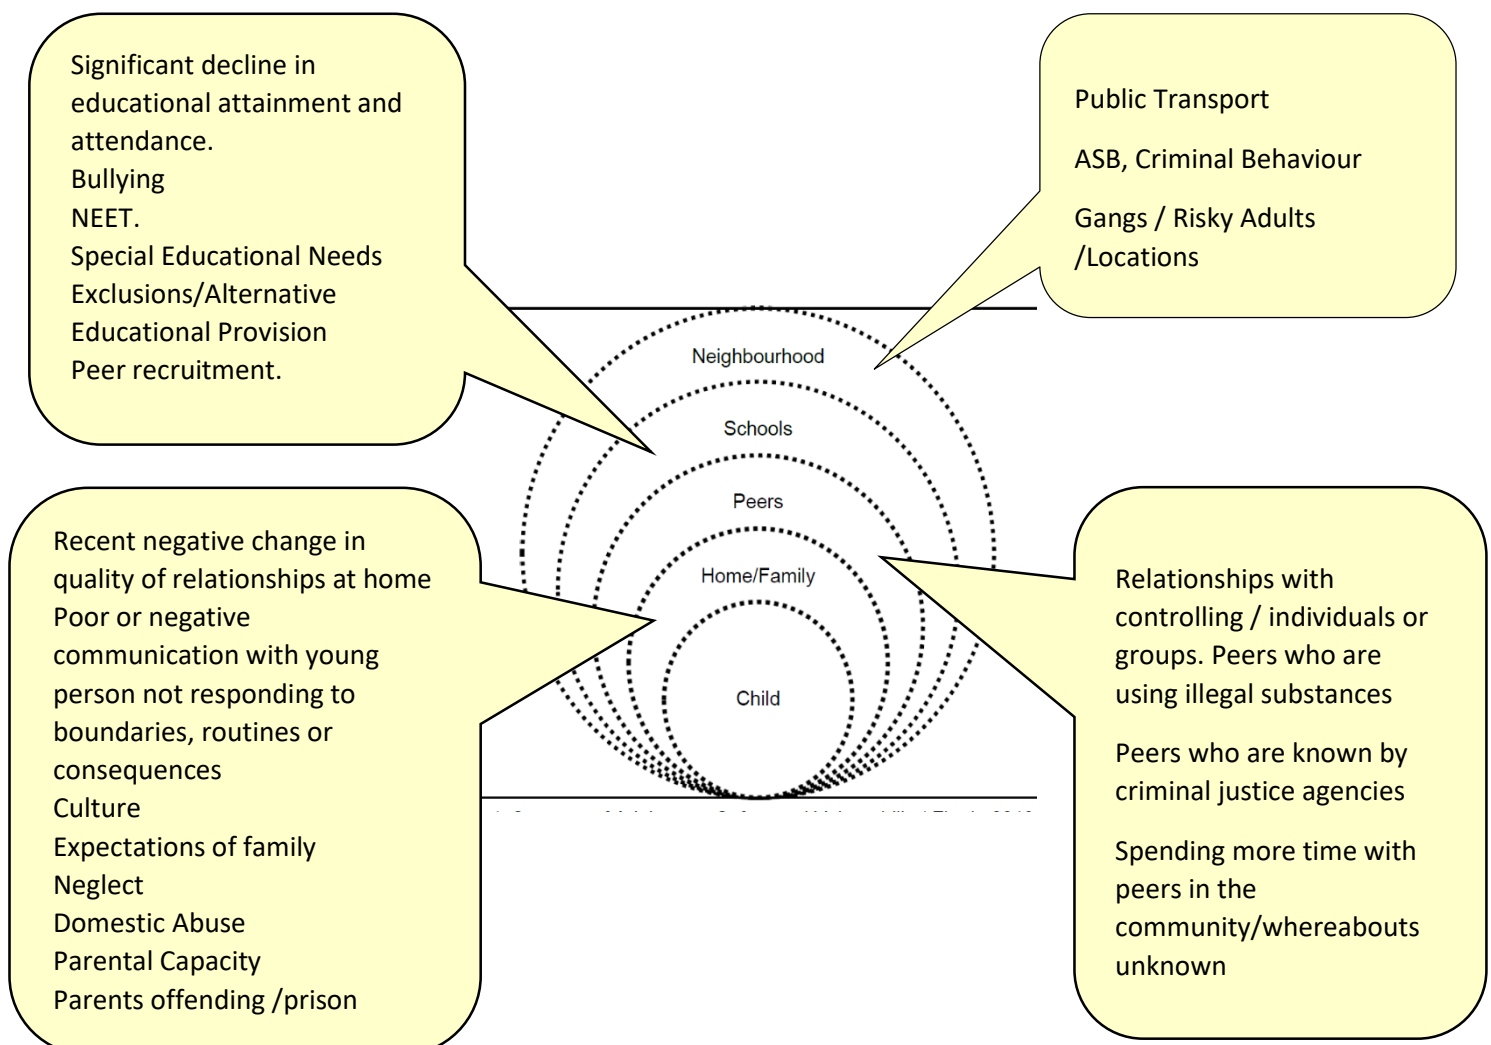 Significant decline in
educational attainment and
attendance.
Bullying
NEET.
Special Educational Needs
Exclusions/Alternative
Educational Provision
Peer recruitment.
Public Transport
ASB, Criminal Behaviour
Gangs / Risky Adults
/Locations
Neighbourhood
Schools
Peers
Home/Family
Child
Recent negative change in
quality of relationships at home
Poor or negative
communication with young
person not responding to
boundaries, routines or
consequences
Culture
Expectations of family
Neglect
Domestic Abuse
Parental Capacity
Parents offending /prison
Relationships with
controlling / individuals or
groups. Peers who are
using illegal substances
Peers who are known by
criminal justice agencies
Spending more time with
peers in the
community/whereabouts
unknown